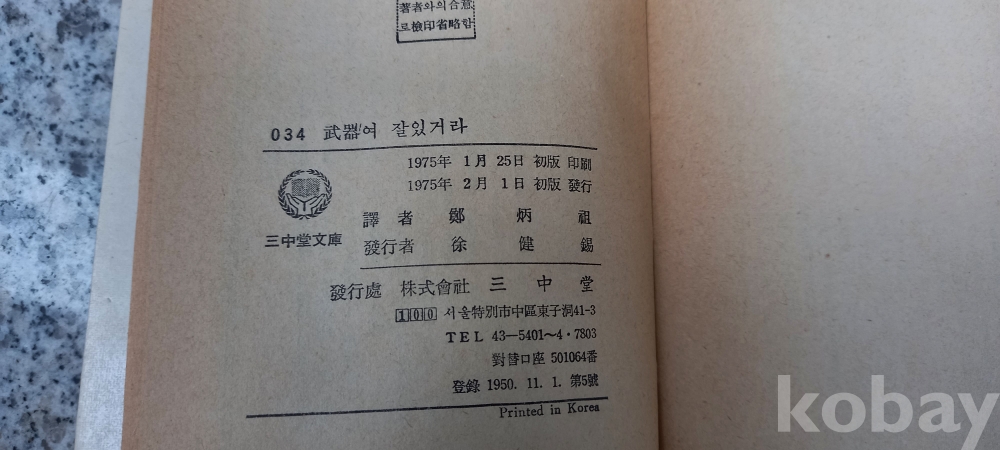 著者와의合意
로檢印省略함
034 武器여 잘있거라
1975年 1月 25日 初版 印刷
1975年 2月 1日 初版 發行
三中堂文庫
譯者 鄭炳祖
發行者 徐健錫
發行處 株式會社 三中堂
100 서울特別市中區東子洞41-3
TEL 43—5401~4·7803
對替口座 501064番
登錄 1950. 11. 1. 第5號
Printed in Korea
kobay